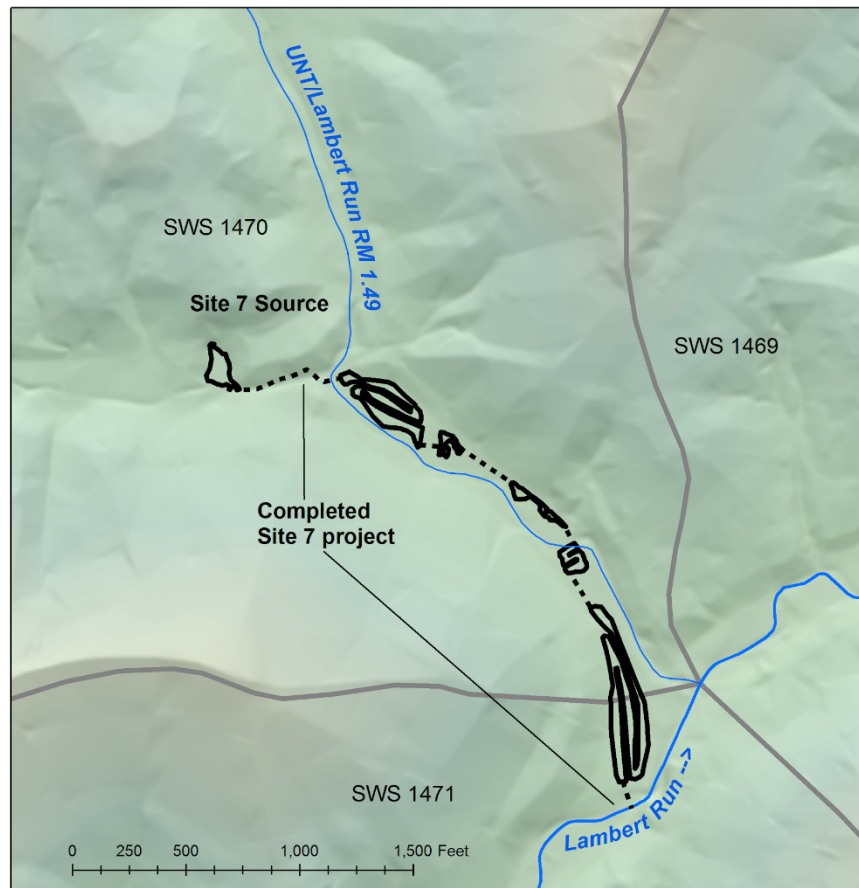 UNT/Lambert Run RM 1.49
SWS 1470
Site 7 Source
SWS 1469
Completed
Site 7 project
SWS 1471
Lambert Run -->
0 250 500 1,000 1,500 Feet